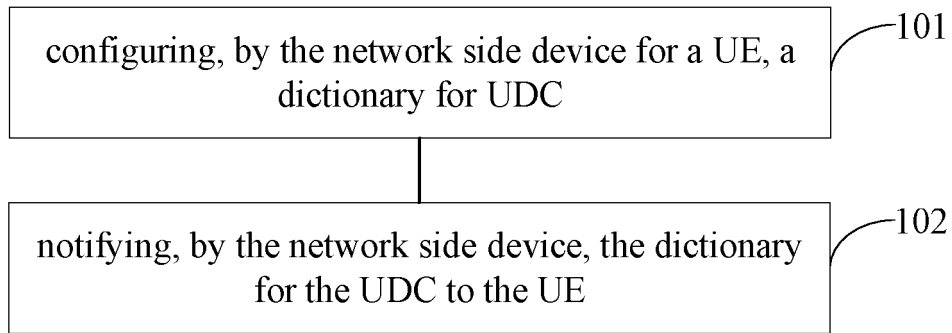 configuring, by the network side device for a UE, a
dictionary for UDC
101
notifying, by the network side device, the dictionary
for the UDC to the UE
102